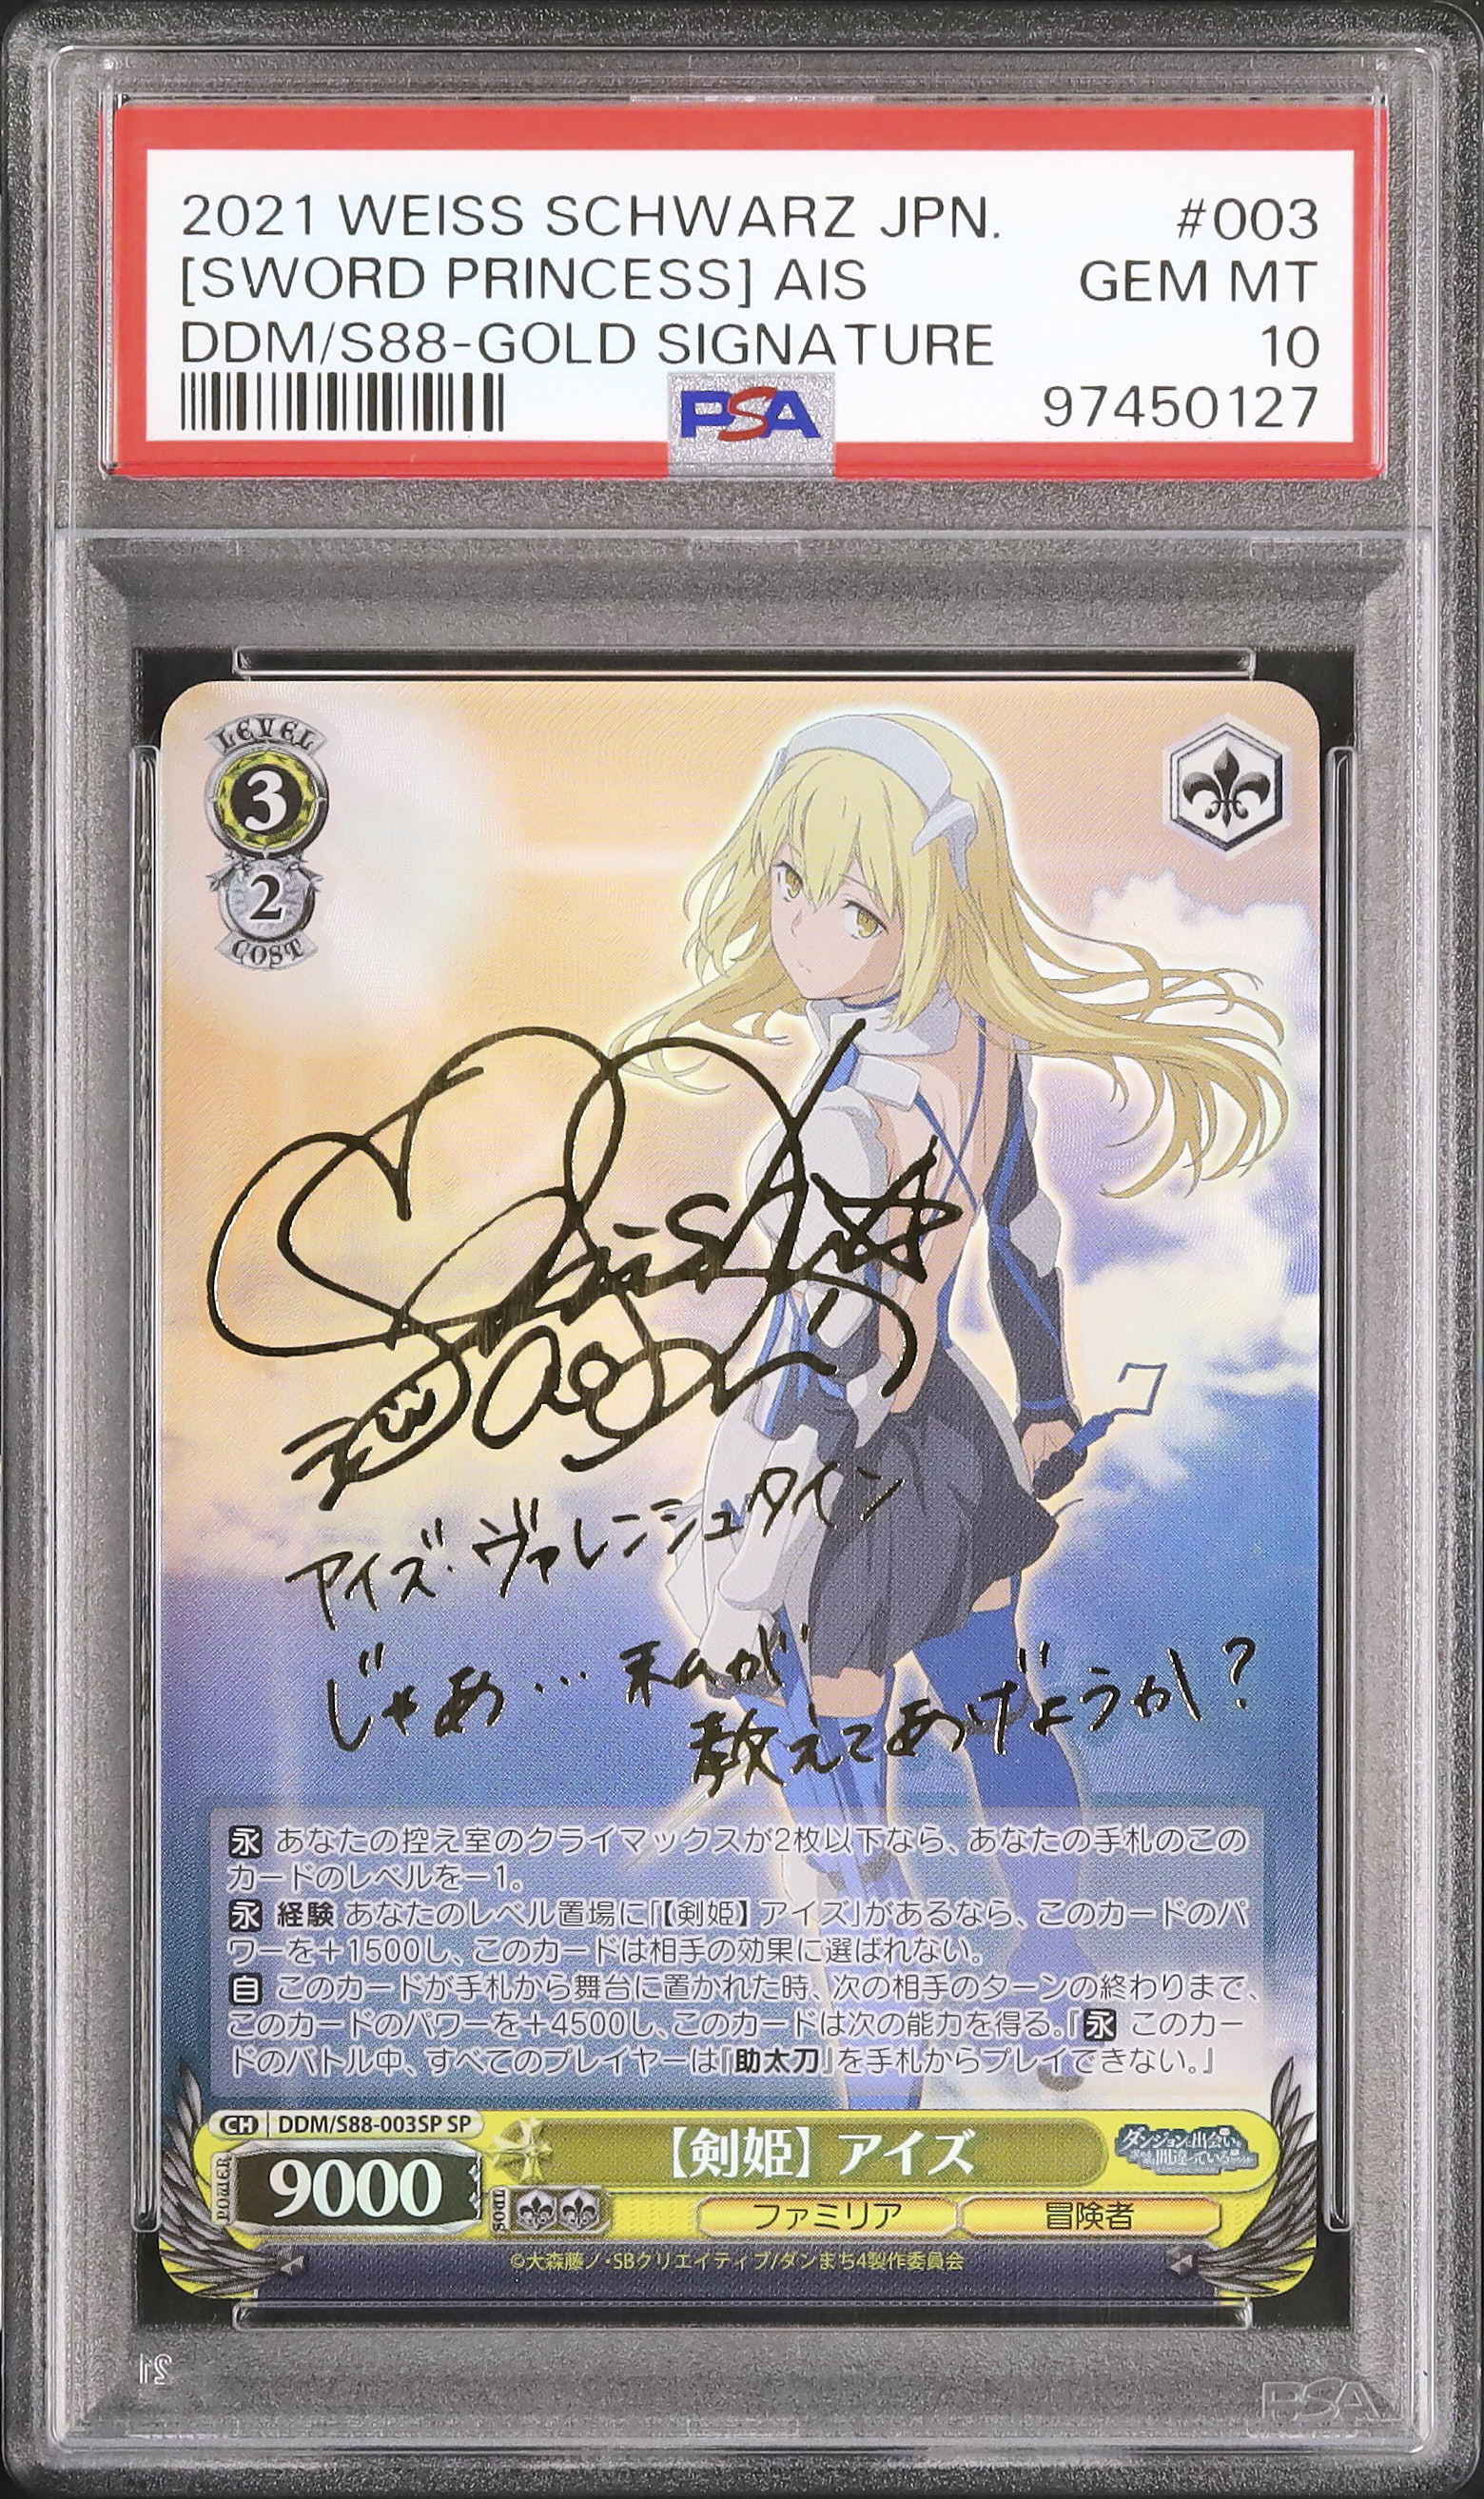 2021 WEISS SCHWARZ JPN. #003
[SWORD PRINCESS] AIS GEM MT
DDM/S88-GOLD SIGNATURE 10
PSA 97450127
LEVEL
3
2
COST
アイズ・ヴァレンシュタイン
じゃあ…私が
教えてあげようか?
永 あなたの控え室のクライマックスが2枚以下なら、あなたの手札のこの
カードのレベルを-1。
永 経験 あなたのレベル置場に「【剣姫】 アイズ」があるなら、このカードのパ
ワーを+1500し、このカードは相手の効果に選ばれない。
自 このカードが手札から舞台に置かれた時、次の相手のターンの終わりまで、
このカードのパワーを+4500し、このカードは次の能力を得る。『永 このカー
ドのバトル中、すべてのプレイヤーは『助太刀』を手札からプレイできない。』
CH DDM/S88-003SP SP
【剣姫】 アイズ
POWER 9000 SOUL
ファミリア 冒険者
©大森藤ノ・SBクリエイティブ/ダンまち4製作委員会
21
PSA